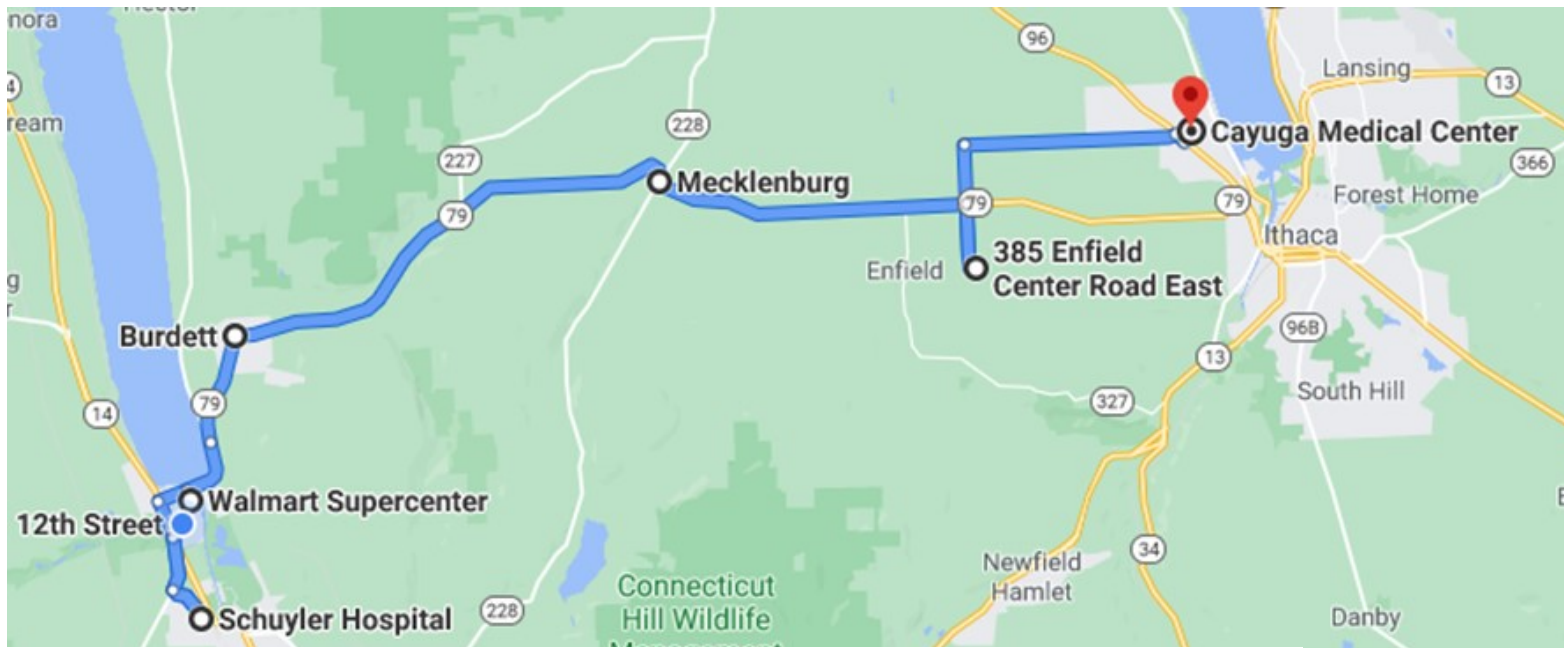 nora
96
Lansing
13
ream
228
Cayuga Medical Center
366
227
Mecklenburg
Forest Home
79
79
79
Ithaca
Enfield
385 Enfield
Center Road East
Burdett
96B
13
79
South Hill
327
14
Walmart Supercenter
12th Street
34
Newfield
Hamlet
Connecticut
Hill Wildlife
228
Schuyler Hospital
Danby